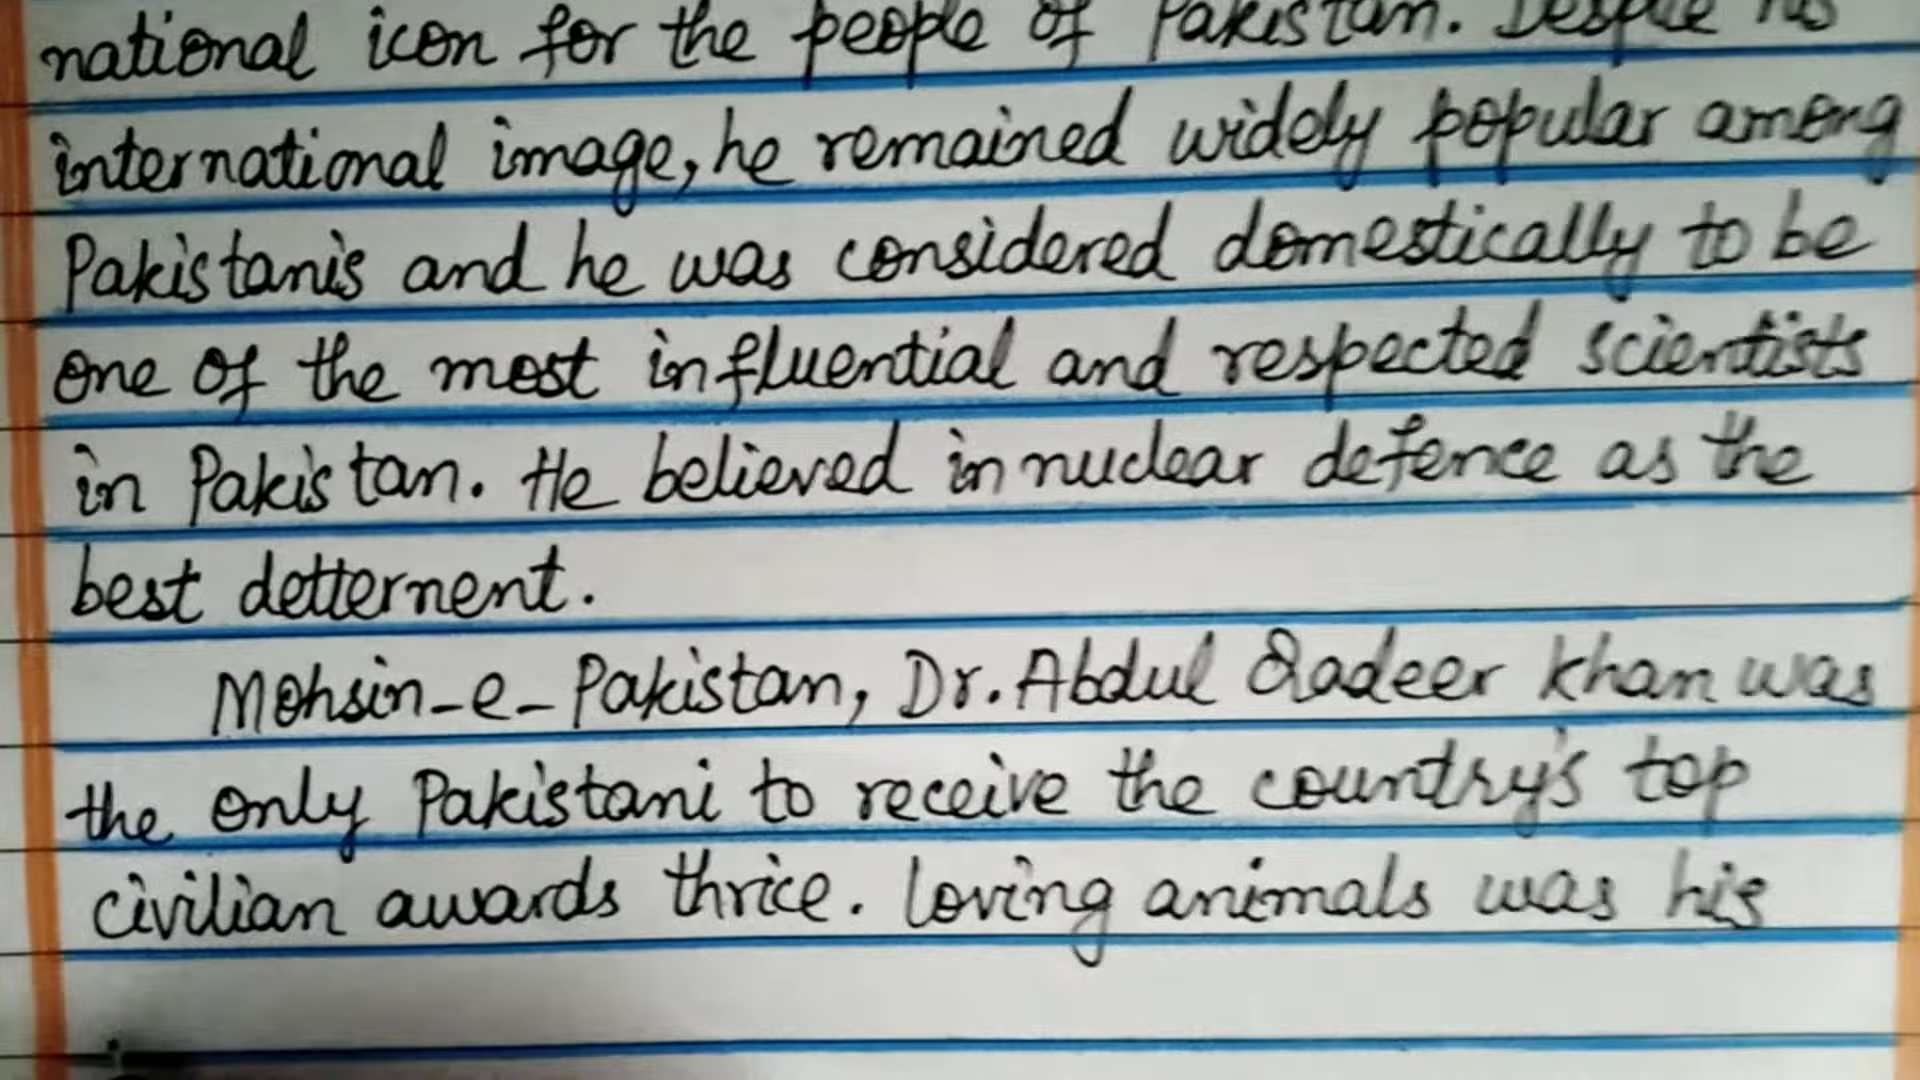 national icon for the people of Pakistan. Despite his
international image, he remained widely popular among
Pakistanis and he was considered domestically to be
one of the most influential and respected scientists
in Pakistan. He believed in nuclear defence as the
best detternent.
Mohsin-e-Pakistan, Dr. Abdul Qadeer Khan was
the only Pakistani to receive the country's top
civilian awards thrice. Loving animals was his